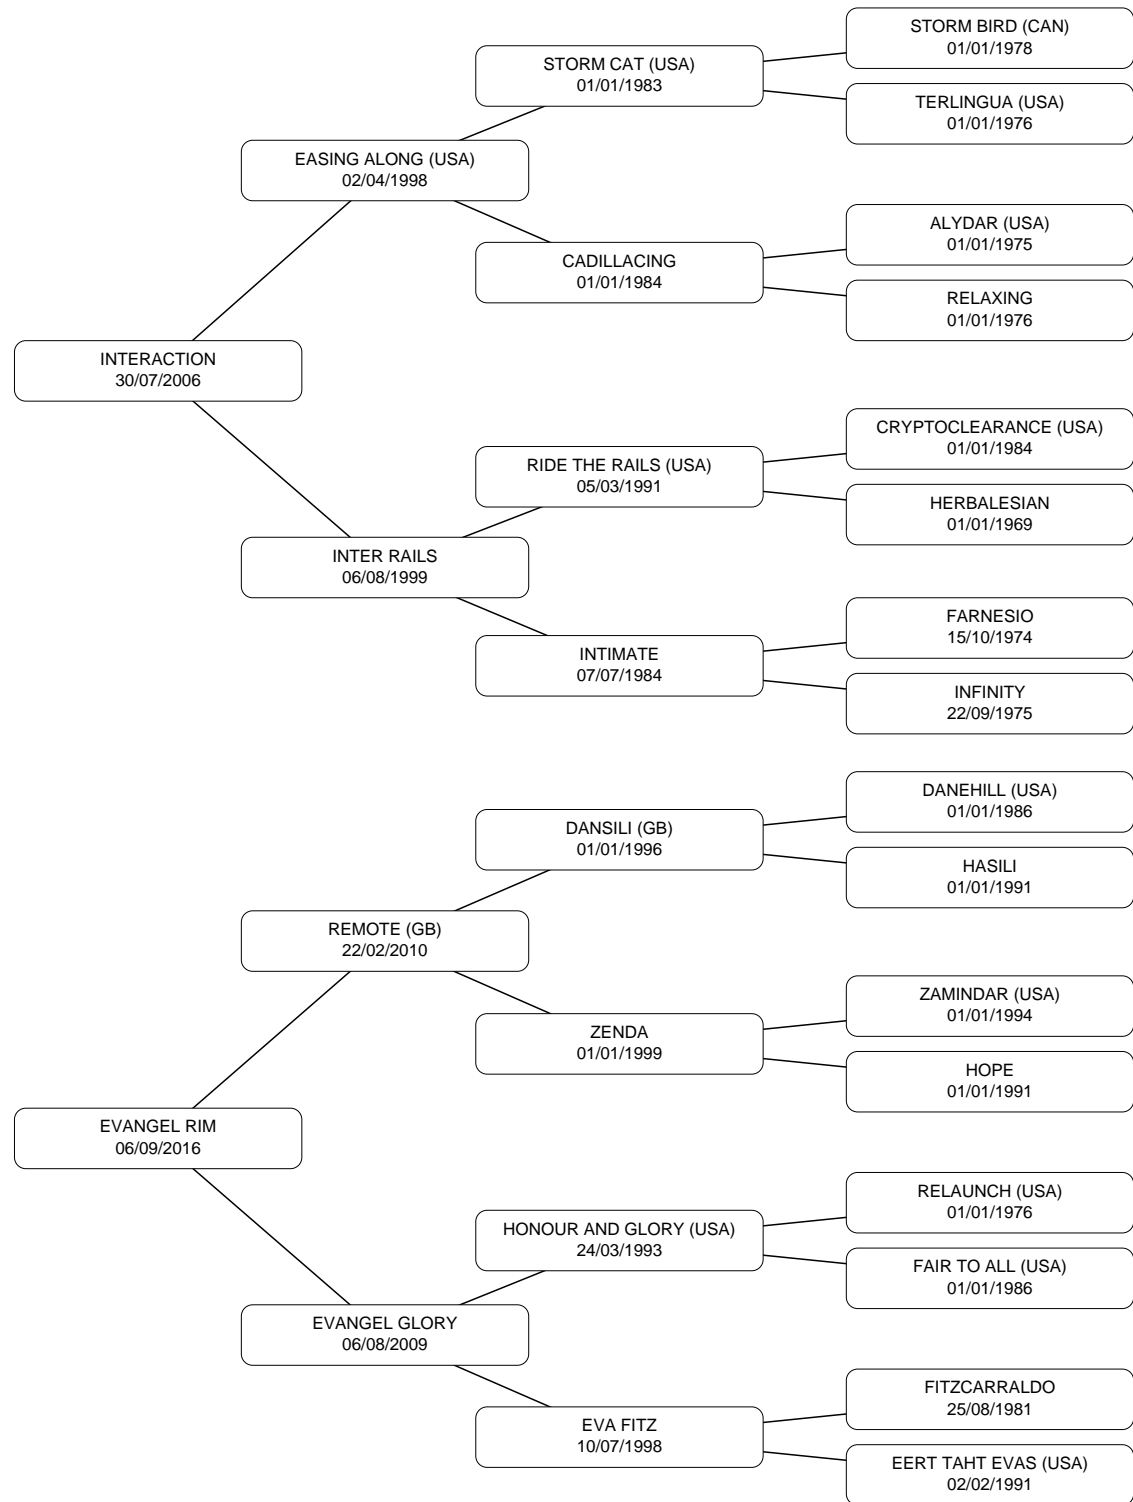 STORM BIRD (CAN)
01/01/1978
STORM CAT (USA)
01/01/1983
TERLINGUA (USA)
01/01/1976
EASING ALONG (USA)
02/04/1998
ALYDAR (USA)
01/01/1975
CADILLACING
01/01/1984
RELAXING
01/01/1976
INTERACTION
30/07/2006
CRYPTOCLEARANCE (USA)
01/01/1984
RIDE THE RAILS (USA)
05/03/1991
HERBALESIAN
01/01/1969
INTER RAILS
06/08/1999
FARNESIO
15/10/1974
INTIMATE
07/07/1984
INFINITY
22/09/1975
DANEHILL (USA)
01/01/1986
DANSILI (GB)
01/01/1996
HASILI
01/01/1991
REMOTE (GB)
22/02/2010
ZAMINDAR (USA)
01/01/1994
ZENDA
01/01/1999
HOPE
01/01/1991
EVANGEL RIM
06/09/2016
RELAUNCH (USA)
01/01/1976
HONOUR AND GLORY (USA)
24/03/1993
FAIR TO ALL (USA)
01/01/1986
EVANGEL GLORY
06/08/2009
FITZCARRALDO
25/08/1981
EVA FITZ
10/07/1998
EERT TAHT EVAS (USA)
02/02/1991